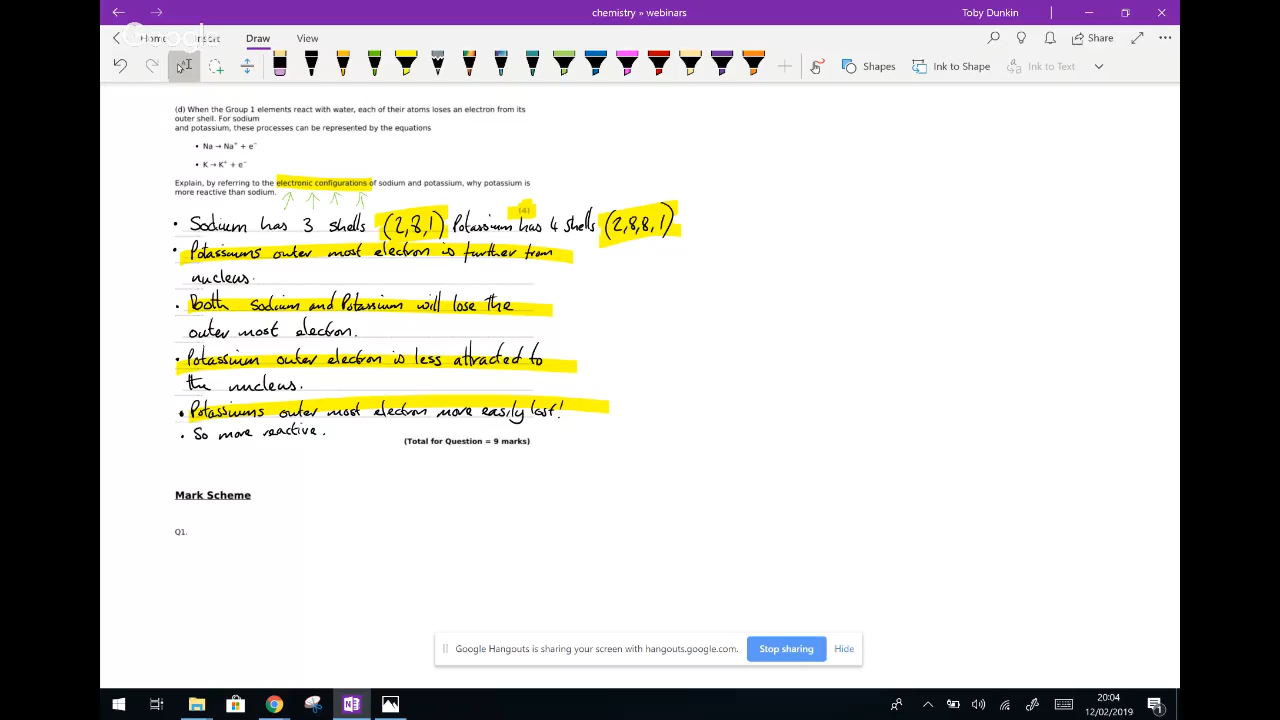 chemistry » webinars
Toby Dunkin
Google
Home Insert Draw View
Share
Shapes Ink to Shape Ink to Text
(d) When the Group 1 elements react with water, each of their atoms loses an electron from its
outer shell. For sodium
and potassium, these processes can be represented by the equations
• Na → Na⁺ + e⁻
• K → K⁺ + e⁻
Explain, by referring to the electronic configurations of sodium and potassium, why potassium is
more reactive than sodium.
(4)
• Sodium has 3 shells (2,8,1) Potassium has 4 shells (2,8,8,1)
• Potassiums outer most electron is further from
nucleus.
• Both Sodium and Potassium will lose the
outer most electron.
• Potassium outer electron is less attracted to
the nucleus.
• Potassiums outer most electron more easily lost!
• So more reactive.
(Total for Question = 9 marks)
Mark Scheme
Q1.
Google Hangouts is sharing your screen with hangouts.google.com. Stop sharing Hide
20:04
12/02/2019